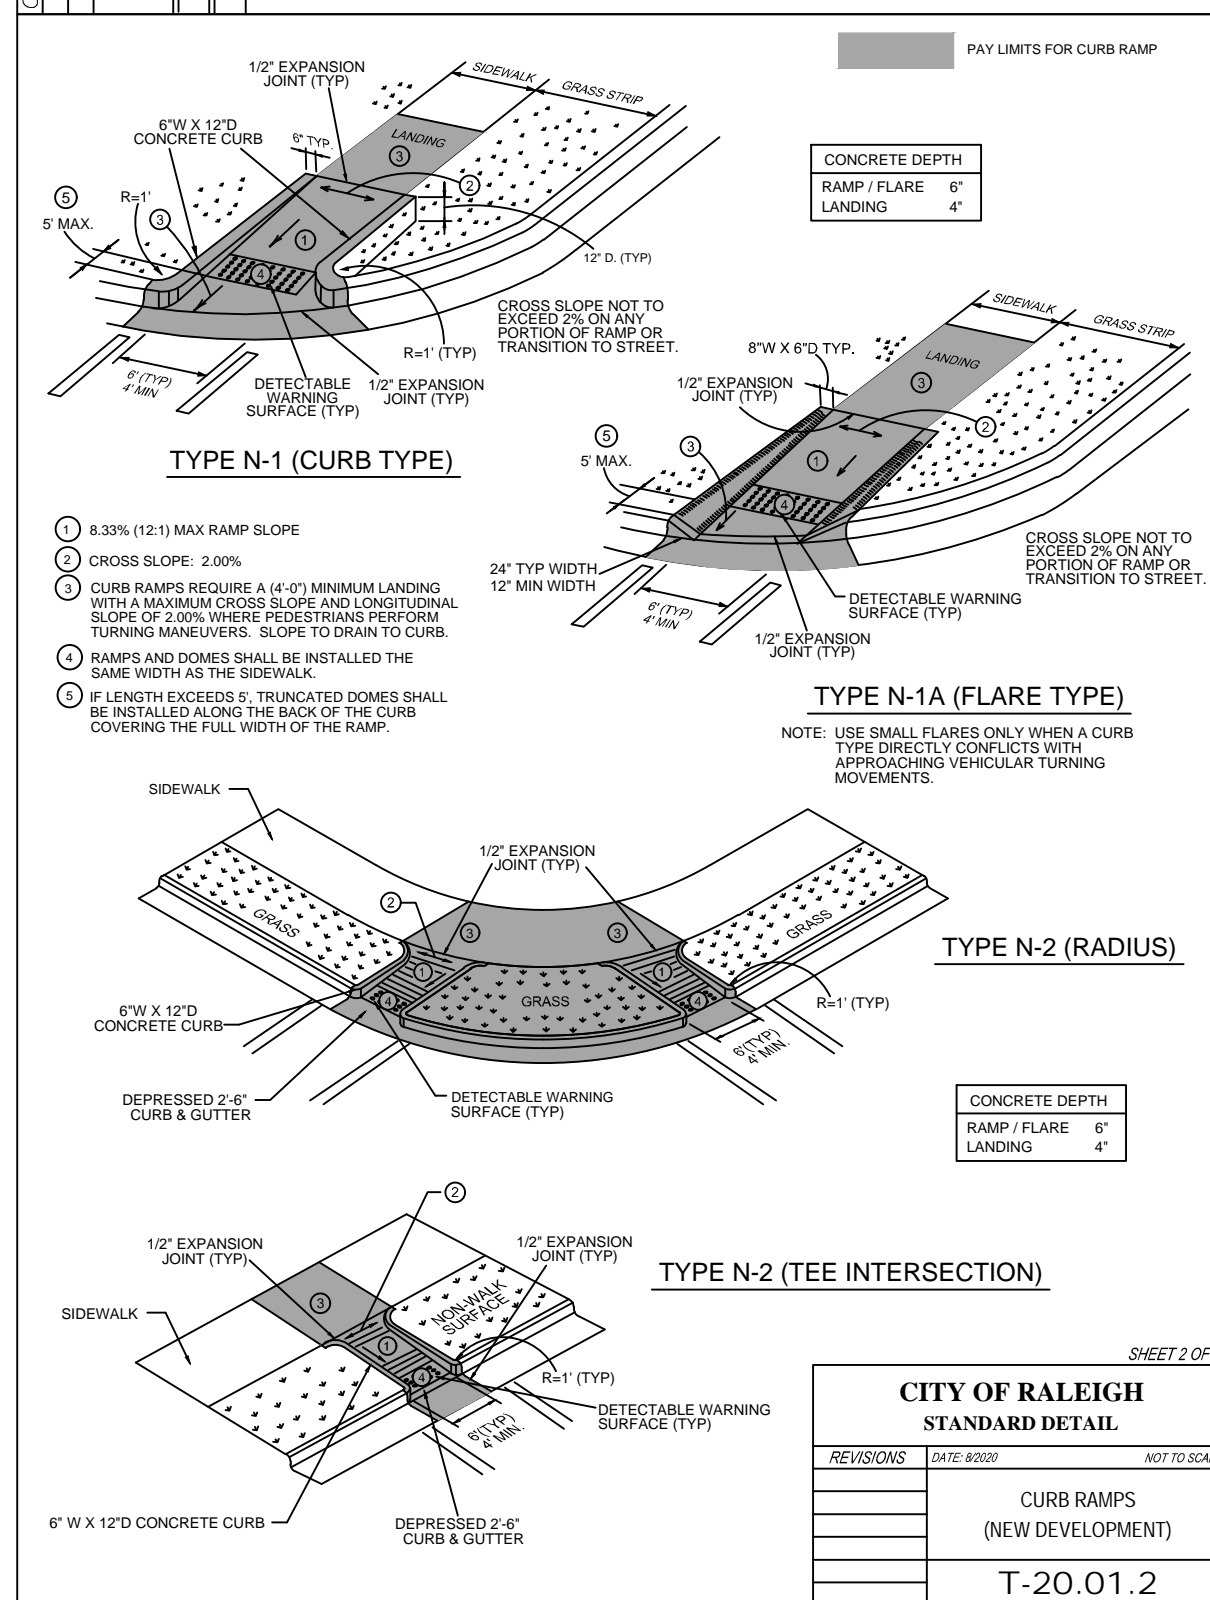 PAY LIMITS FOR CURB RAMP
1/2" EXPANSION
JOINT (TYP)
SIDEWALK
GRASS STRIP
6"W X 12"D
CONCRETE CURB
6" TYP.
LANDING
3
2
5
5' MAX.
R=1'
3
1
4
12" D. (TYP)
CONCRETE DEPTH
RAMP / FLARE 6"
LANDING 4"
CROSS SLOPE NOT TO
EXCEED 2% ON ANY
PORTION OF RAMP OR
TRANSITION TO STREET.
R=1' (TYP)
6' (TYP)
4' MIN
DETECTABLE
WARNING
SURFACE (TYP)
1/2" EXPANSION
JOINT (TYP)
TYPE N-1 (CURB TYPE)
SIDEWALK
GRASS STRIP
8"W X 6"D TYP.
LANDING
1/2" EXPANSION
JOINT (TYP)
3
2
5
5' MAX.
3
1
4
CROSS SLOPE NOT TO
EXCEED 2% ON ANY
PORTION OF RAMP OR
TRANSITION TO STREET.
24" TYP WIDTH
12" MIN WIDTH
6' (TYP)
4' MIN
DETECTABLE WARNING
SURFACE (TYP)
1/2" EXPANSION
JOINT (TYP)
TYPE N-1A (FLARE TYPE)
NOTE: USE SMALL FLARES ONLY WHEN A CURB
TYPE DIRECTLY CONFLICTS WITH
APPROACHING VEHICULAR TURNING
MOVEMENTS.
1 8.33% (12:1) MAX RAMP SLOPE
2 CROSS SLOPE: 2.00%
3 CURB RAMPS REQUIRE A (4'-0") MINIMUM LANDING
WITH A MAXIMUM CROSS SLOPE AND LONGITUDINAL
SLOPE OF 2.00% WHERE PEDESTRIANS PERFORM
TURNING MANEUVERS. SLOPE TO DRAIN TO CURB.
4 RAMPS AND DOMES SHALL BE INSTALLED THE
SAME WIDTH AS THE SIDEWALK.
5 IF LENGTH EXCEEDS 5', TRUNCATED DOMES SHALL
BE INSTALLED ALONG THE BACK OF THE CURB
COVERING THE FULL WIDTH OF THE RAMP.
SIDEWALK
1/2" EXPANSION
JOINT (TYP)
2
GRASS
3
3
GRASS
1
1
4
GRASS
4
TYPE N-2 (RADIUS)
R=1' (TYP)
6"W X 12"D
CONCRETE CURB
6'(TYP)
4' MIN.
DEPRESSED 2'-6"
CURB & GUTTER
DETECTABLE WARNING
SURFACE (TYP)
CONCRETE DEPTH
RAMP / FLARE 6"
LANDING 4"
2
1/2" EXPANSION
JOINT (TYP)
1/2" EXPANSION
JOINT (TYP)
TYPE N-2 (TEE INTERSECTION)
SIDEWALK
3
NON-WALK
SURFACE
1
4
R=1' (TYP)
DETECTABLE WARNING
SURFACE (TYP)
6'(TYP)
4' MIN.
6" W X 12"D CONCRETE CURB
DEPRESSED 2'-6"
CURB & GUTTER
SHEET 2 OF
CITY OF RALEIGH
STANDARD DETAIL
REVISIONS
DATE: 8/2020
NOT TO SCA
CURB RAMPS
(NEW DEVELOPMENT)
T-20.01.2